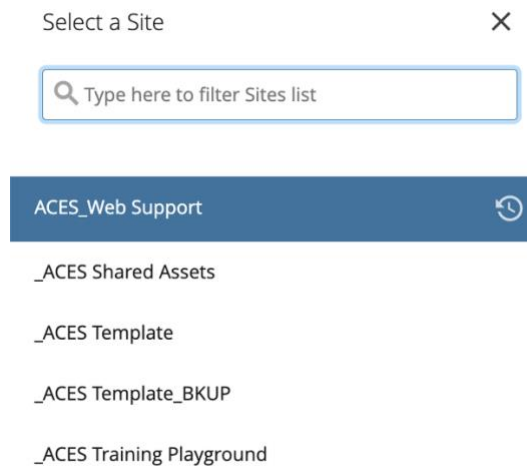 Select a Site
Type here to filter Sites list
ACES_Web Support
_ACES Shared Assets
_ACES Template
_ACES Template_BKUP
_ACES Training Playground